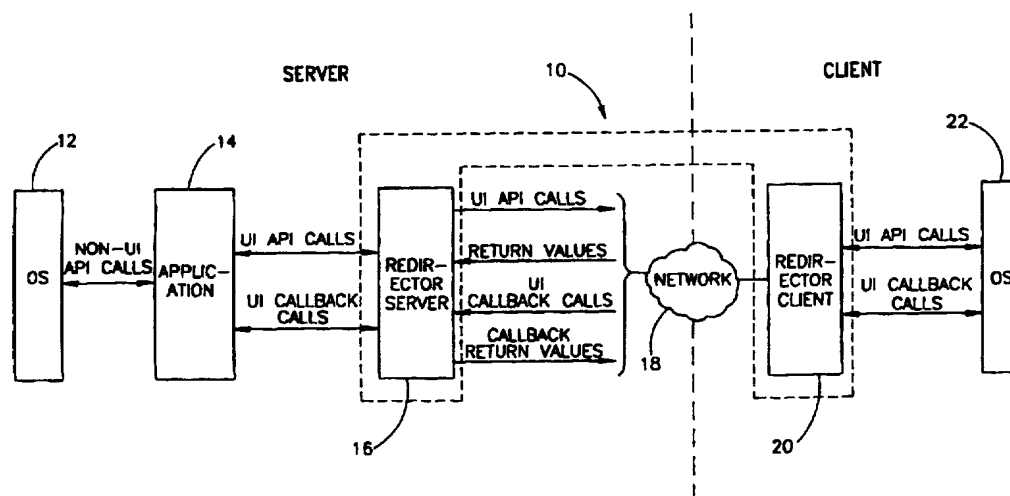 SERVER
CLIENT
10
12
14
22
OS
NON-UI
API CALLS
APPLIC-
ATION
UI API CALLS
UI CALLBACK
CALLS
REDIR-
ECTOR
SERVER
UI API CALLS
RETURN VALUES
UI
CALLBACK CALLS
CALLBACK
RETURN VALUES
NETWORK
18
REDIR-
ECTOR
CLIENT
UI API CALLS
UI CALLBACK
CALLS
OS
16
20